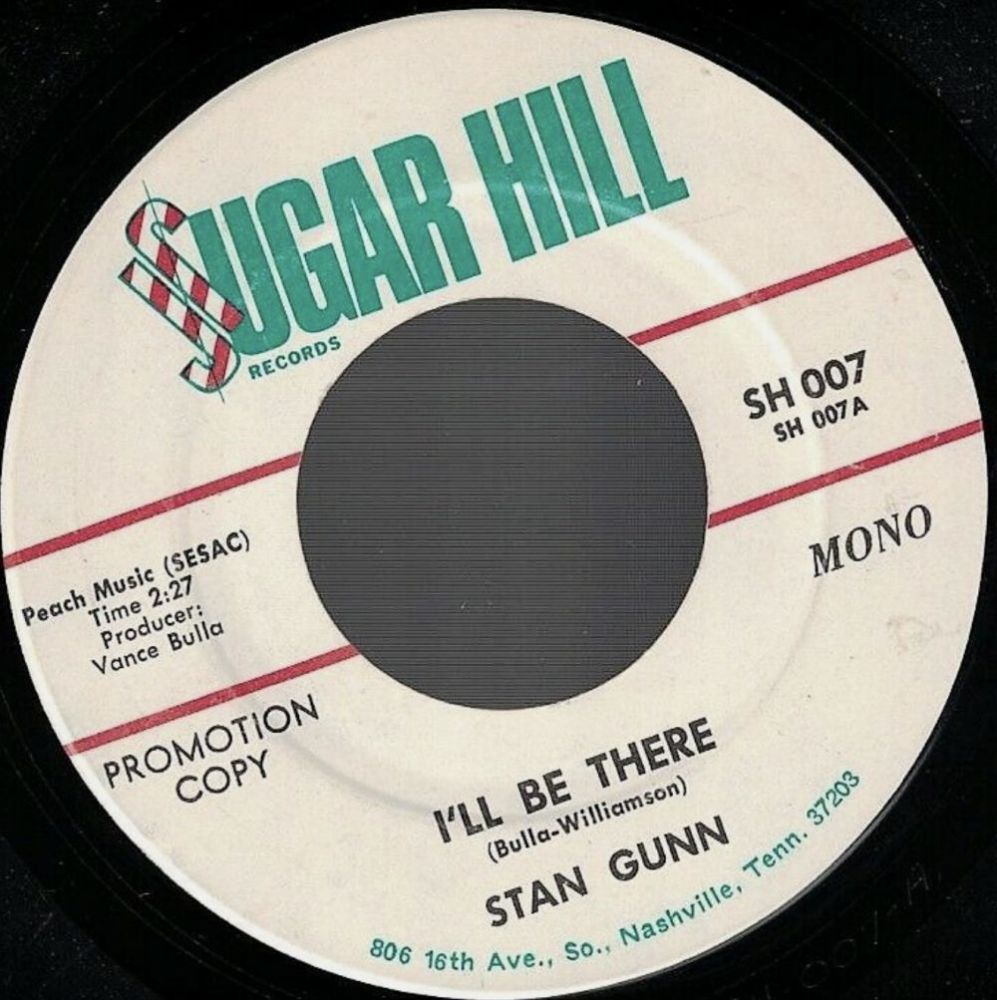 SUGAR HILL
RECORDS
SH 007
SH 007A
MONO
Peach Music (SESAC)
Time 2:27
Producer:
Vance Bulla
PROMOTION
COPY
I'LL BE THERE
(Bulla-Williamson)
STAN GUNN
806 16th Ave., So., Nashville, Tenn. 37203